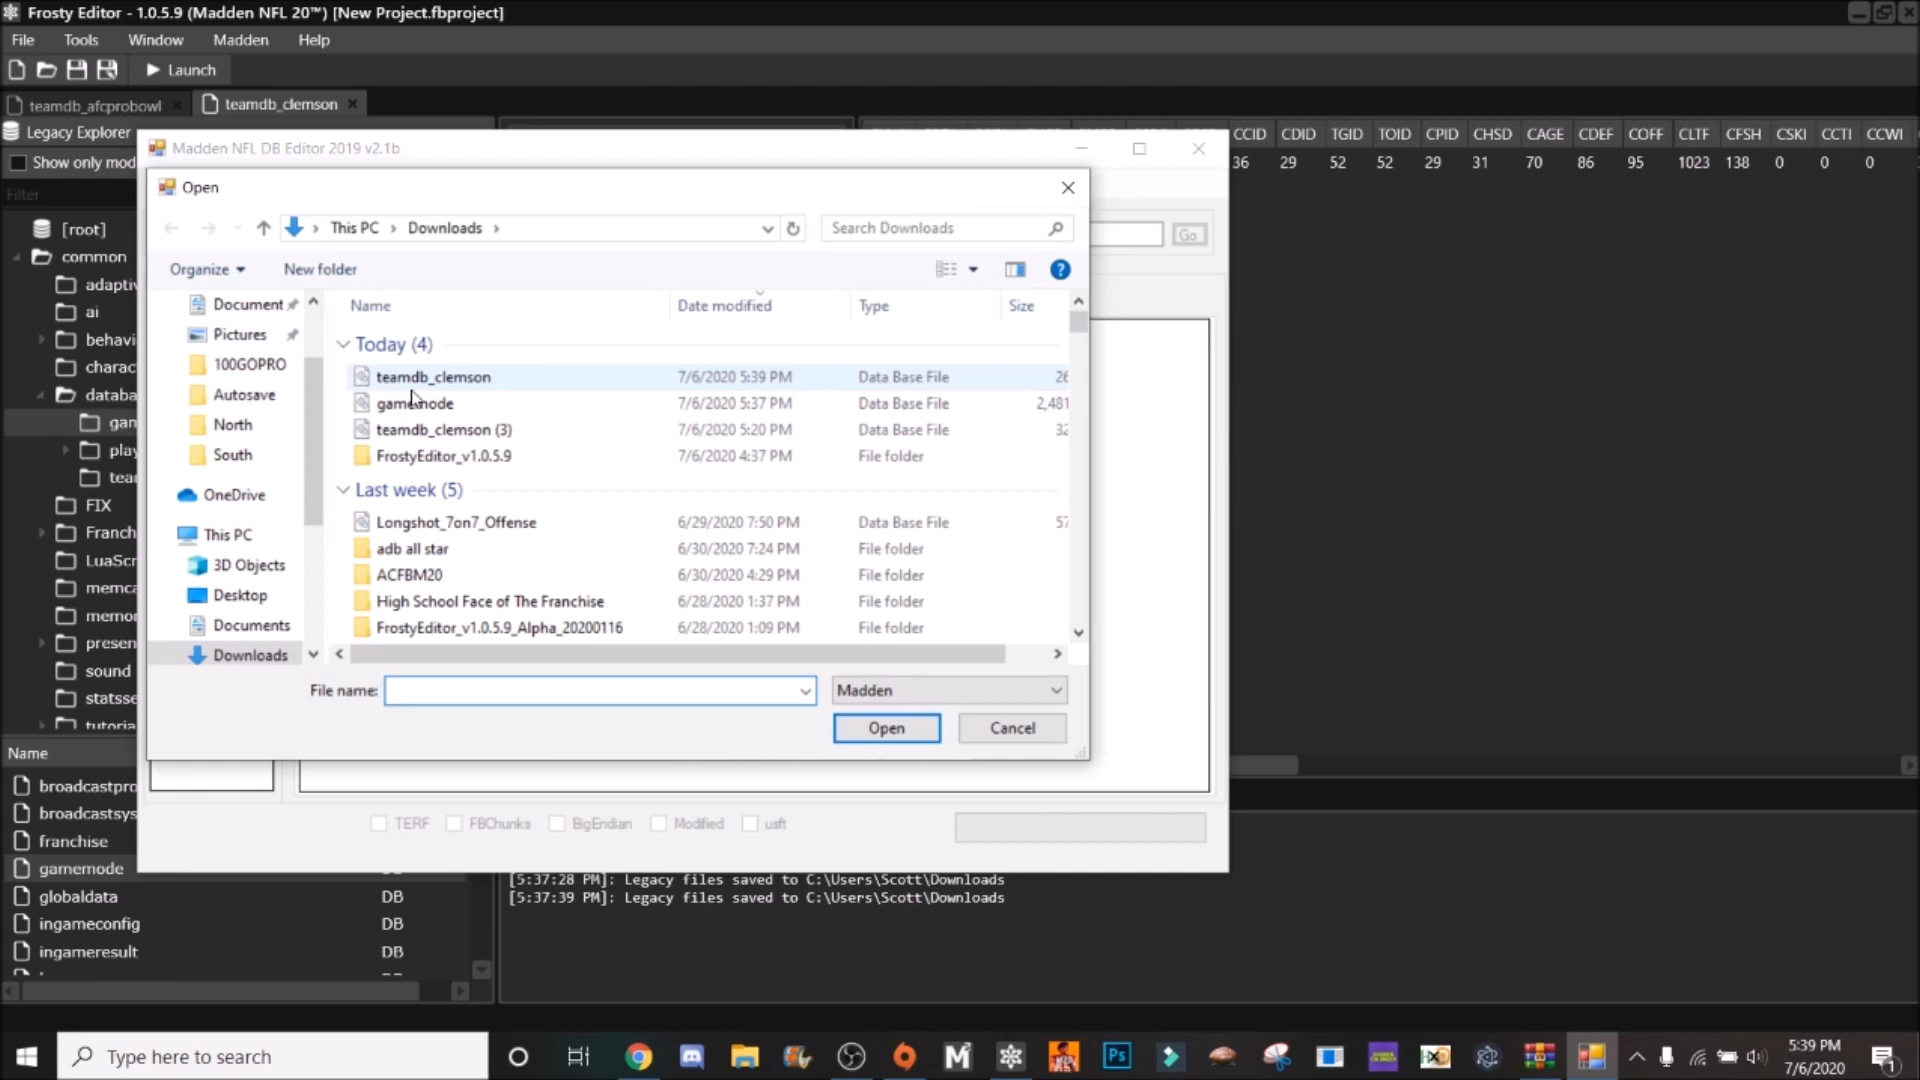 Frosty Editor - 1.0.5.9 (Madden NFL 20™) [New Project.fbproject]
File Tools Window Madden Help
Launch
teamdb_afcprobowl teamdb_clemson
Legacy Explorer
Show only mod
Filter
[root]
common
adaptiv
ai
behavi
charac
databa
gam
play
tea
FIX
Franch
LuaScr
memca
memor
presen
sound
statsse
tutoria
Name
broadcastpro
broadcastsys
franchise
gamemode
globaldata DB
ingameconfig DB
ingameresult DB
CCID CDID TGID TOID CPID CHSD CAGE CDEF COFF CLTF CFSH CSKI CCTI CCWI
36 29 52 52 29 31 70 86 95 1023 138 0 0 0
Madden NFL DB Editor 2019 v2.1b
Go
Open
This PC › Downloads ›
Search Downloads
Organize New folder
Document
Pictures
100GOPRO
Autosave
North
South
OneDrive
This PC
3D Objects
Desktop
Documents
Downloads
Name Date modified Type Size
Today (4)
teamdb_clemson 7/6/2020 5:39 PM Data Base File 26
gamemode 7/6/2020 5:37 PM Data Base File 2,481
teamdb_clemson (3) 7/6/2020 5:20 PM Data Base File 32
FrostyEditor_v1.0.5.9 7/6/2020 4:37 PM File folder
Last week (5)
Longshot_7on7_Offense 6/29/2020 7:50 PM Data Base File 57
adb all star 6/30/2020 7:24 PM File folder
ACFBM20 6/30/2020 4:29 PM File folder
High School Face of The Franchise 6/28/2020 1:37 PM File folder
FrostyEditor_v1.0.5.9_Alpha_20200116 6/28/2020 1:09 PM File folder
File name: Madden
Open Cancel
TERF FBChunks BigEndian Modified usft
[5:37:28 PM]: Legacy files saved to C:\Users\Scott\Downloads
[5:37:39 PM]: Legacy files saved to C:\Users\Scott\Downloads
Type here to search
Ps
5:39 PM
7/6/2020
1